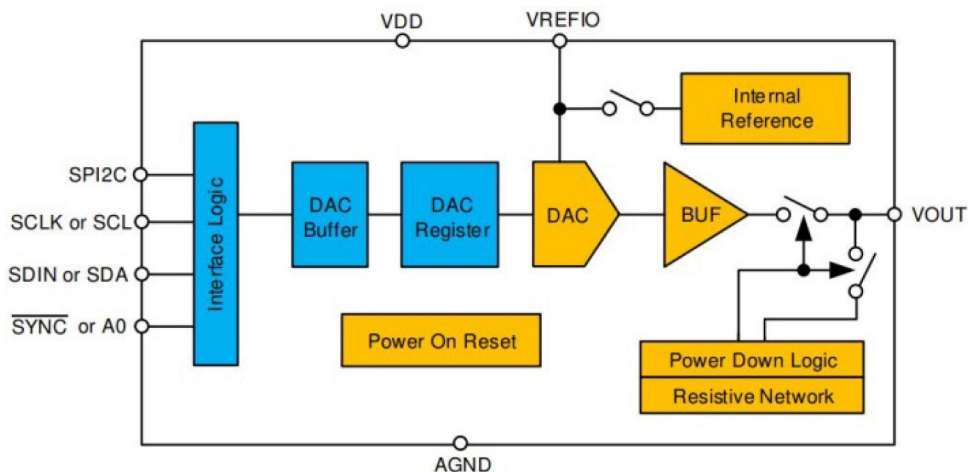 VDD
VREFIO
Internal
Reference
SPI2C
SCLK or SCL
SDIN or SDA
SYNC or A0
Interface Logic
DAC
Buffer
DAC
Register
DAC
BUF
VOUT
Power On Reset
Power Down Logic
Resistive Network
AGND